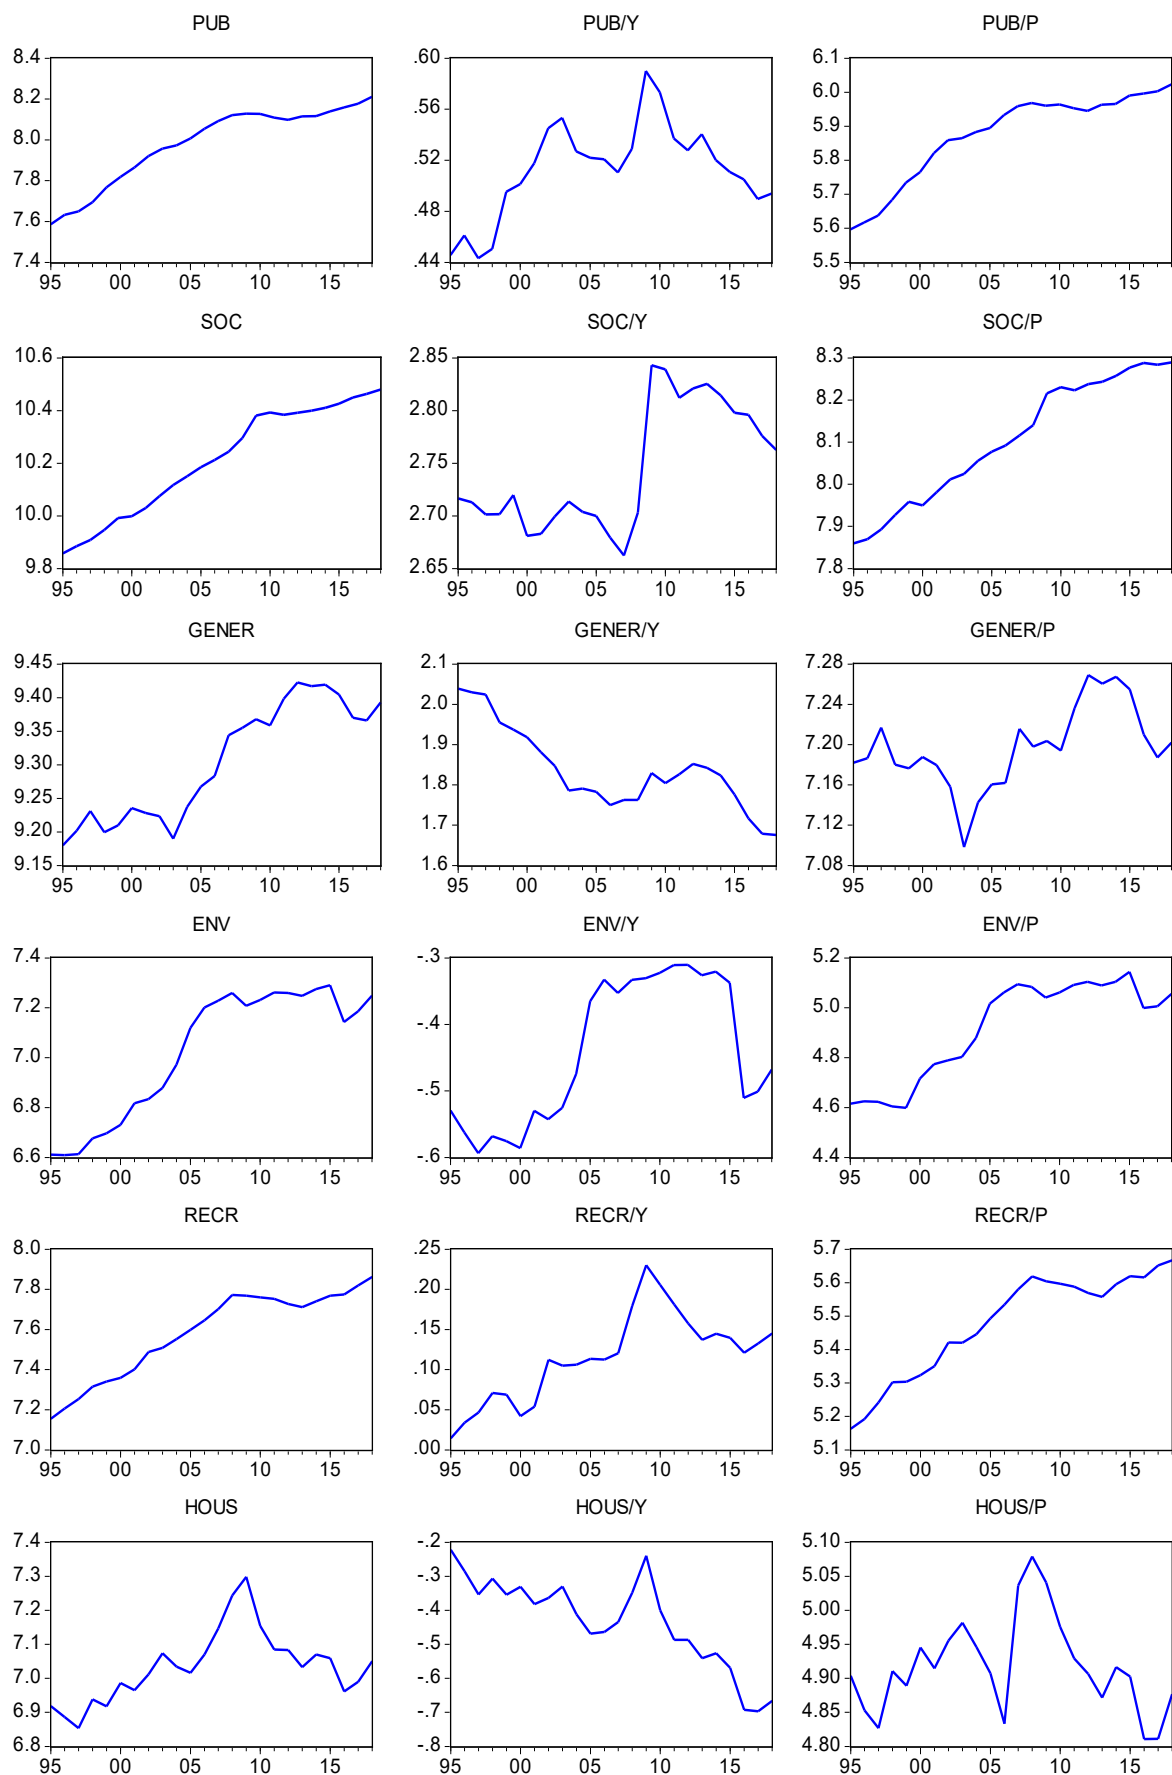 PUB PUB/Y PUB/P
8.4 .60 6.1
8.2 .56 6.0
8.0 .52 5.9
7.8 .48 5.8
7.6 .44 5.7
7.4 5.6
5.5
95 00 05 10 15 95 00 05 10 15 95 00 05 10 15
SOC SOC/Y SOC/P
10.6 2.85 8.3
10.4 2.80 8.2
10.2 2.75 8.1
10.0 2.70 8.0
9.8 2.65 7.9
7.8
95 00 05 10 15 95 00 05 10 15 95 00 05 10 15
GENER GENER/Y GENER/P
9.45 2.1 7.28
9.40 2.0 7.24
9.35 1.9 7.20
9.30 1.8 7.16
9.25 1.7 7.12
9.20 1.6 7.08
9.15
95 00 05 10 15 95 00 05 10 15 95 00 05 10 15
ENV ENV/Y ENV/P
7.4 -.3 5.2
7.2 -.4 5.0
7.0 -.5 4.8
6.8 -.6 4.6
6.6 4.4
95 00 05 10 15 95 00 05 10 15 95 00 05 10 15
RECR RECR/Y RECR/P
8.0 .25 5.7
7.8 .20 5.6
7.6 .15 5.5
7.4 .10 5.4
7.2 .05 5.3
7.0 .00 5.2
5.1
95 00 05 10 15 95 00 05 10 15 95 00 05 10 15
HOUS HOUS/Y HOUS/P
7.4 -.2 5.10
7.3 -.3 5.05
7.2 -.4 5.00
7.1 -.5 4.95
7.0 -.6 4.90
6.9 -.7 4.85
6.8 -.8 4.80
95 00 05 10 15 95 00 05 10 15 95 00 05 10 15